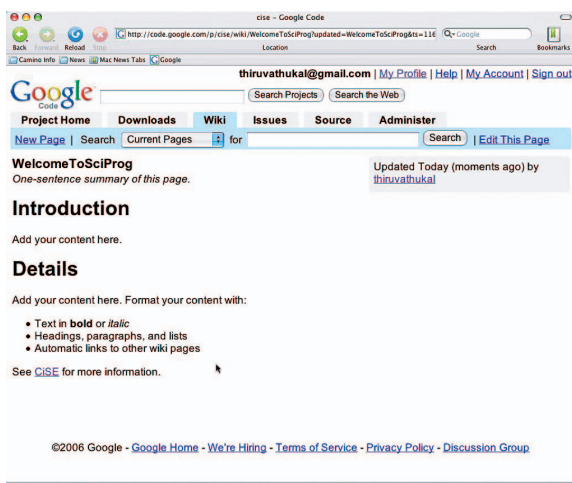 cise – Google Code
http://code.google.com/p/cise/wiki/WelcomeToSciProg?updated=WelcomeToSciProg&ts=116
Google
Back Forward Reload Stop Location Search Bookmarks
Camino Info News Mac News Tabs Google
thiruvathukal@gmail.com | My Profile | Help | My Account | Sign out
Google
Code
Search Projects Search the Web
Project Home Downloads Wiki Issues Source Administer
New Page | Search Current Pages for Search | Edit This Page
WelcomeToSciProg
One-sentence summary of this page.
Updated Today (moments ago) by
thiruvathukal
Introduction
Add your content here.
Details
Add your content here. Format your content with:
• Text in bold or italic
• Headings, paragraphs, and lists
• Automatic links to other wiki pages
See CiSE for more information.
©2006 Google - Google Home - We're Hiring - Terms of Service - Privacy Policy - Discussion Group